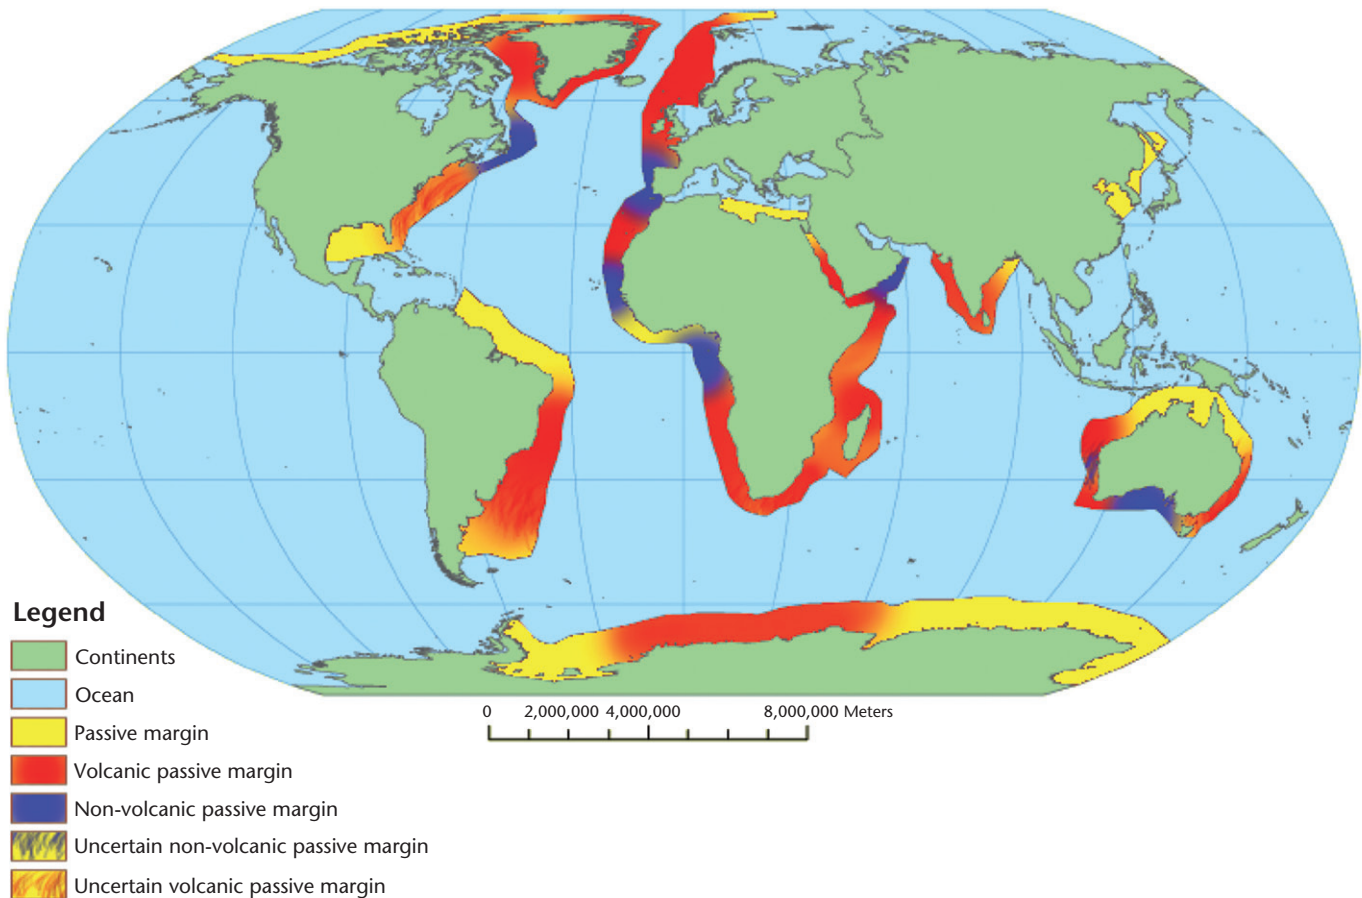 Legend
Continents
Ocean
Passive margin
Volcanic passive margin
Non-volcanic passive margin
Uncertain non-volcanic passive margin
Uncertain volcanic passive margin
0 2,000,000 4,000,000 8,000,000 Meters